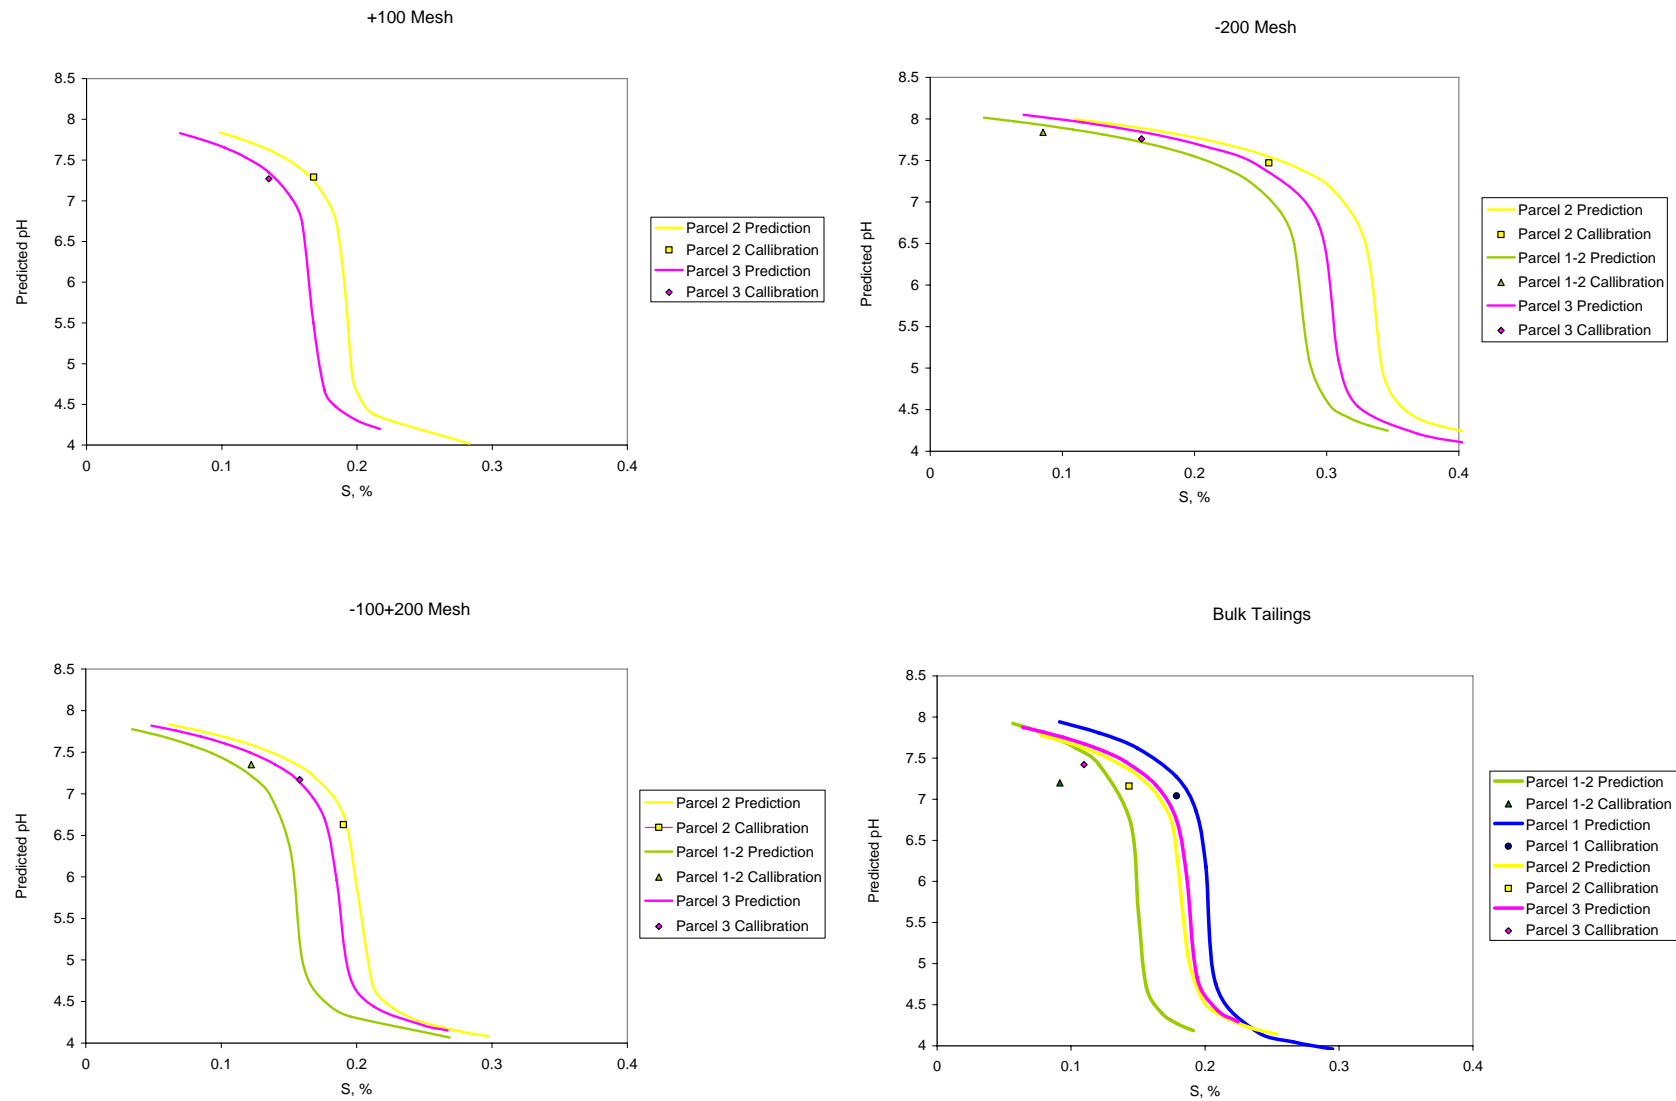 +100 Mesh
8.5
8
7.5
7
6.5
6
5.5
5
4.5
4
Predicted pH
0 0.1 0.2 0.3 0.4
S, %
Parcel 2 Prediction
Parcel 2 Callibration
Parcel 3 Prediction
Parcel 3 Callibration
-200 Mesh
8.5
8
7.5
7
6.5
6
5.5
5
4.5
4
Predicted pH
0 0.1 0.2 0.3 0.4
S, %
Parcel 2 Prediction
Parcel 2 Callibration
Parcel 1-2 Prediction
Parcel 1-2 Callibration
Parcel 3 Prediction
Parcel 3 Callibration
-100+200 Mesh
8.5
8
7.5
7
6.5
6
5.5
5
4.5
4
Predicted pH
0 0.1 0.2 0.3 0.4
S, %
Parcel 2 Prediction
Parcel 2 Callibration
Parcel 1-2 Prediction
Parcel 1-2 Callibration
Parcel 3 Prediction
Parcel 3 Callibration
Bulk Tailings
8.5
8
7.5
7
6.5
6
5.5
5
4.5
4
Predicted pH
0 0.1 0.2 0.3 0.4
S, %
Parcel 1-2 Prediction
Parcel 1-2 Callibration
Parcel 1 Prediction
Parcel 1 Callibration
Parcel 2 Prediction
Parcel 2 Callibration
Parcel 3 Prediction
Parcel 3 Callibration